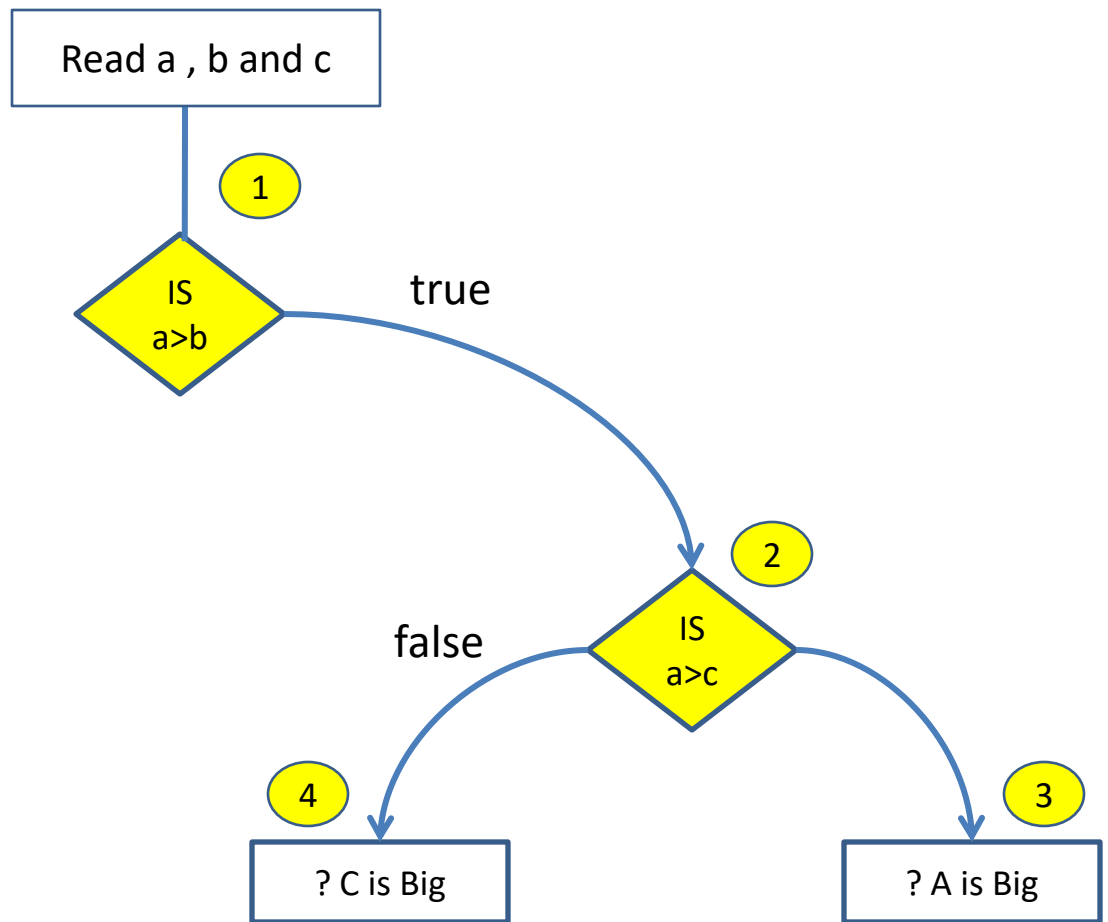 Read a , b and c
1
IS
a>b
true
2
IS
a>c
false
4
3
? C is Big
? A is Big